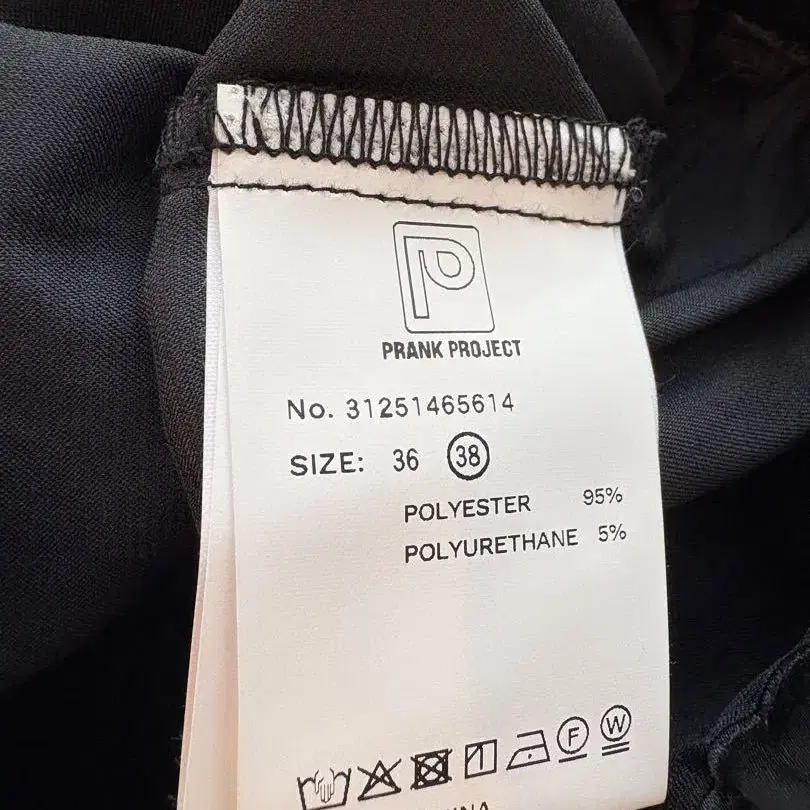 P
PRANK PROJECT
No. 31251465614
SIZE: 36 38
POLYESTER 95%
POLYURETHANE 5%
F W